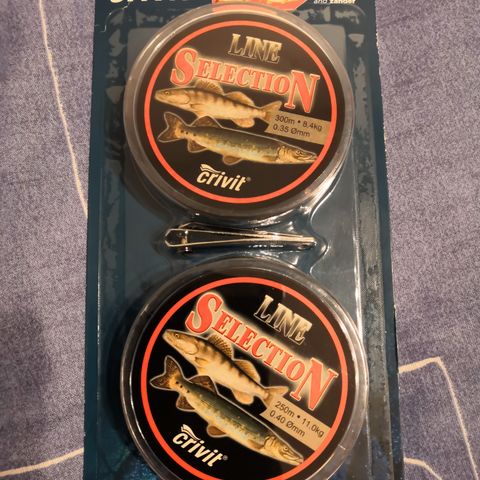 and zander
LINE
SELECTION
300m • 8.4kg
0.35 Ømm
crivit®
LINE
SELECTION
250m • 11.0kg
0.40 Ømm
crivit®